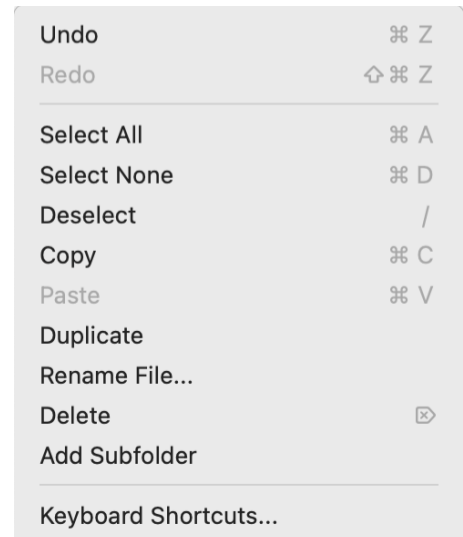 Undo ⌘ Z
Redo ⇧ ⌘ Z
Select All ⌘ A
Select None ⌘ D
Deselect /
Copy ⌘ C
Paste ⌘ V
Duplicate
Rename File...
Delete ⌦
Add Subfolder
Keyboard Shortcuts...